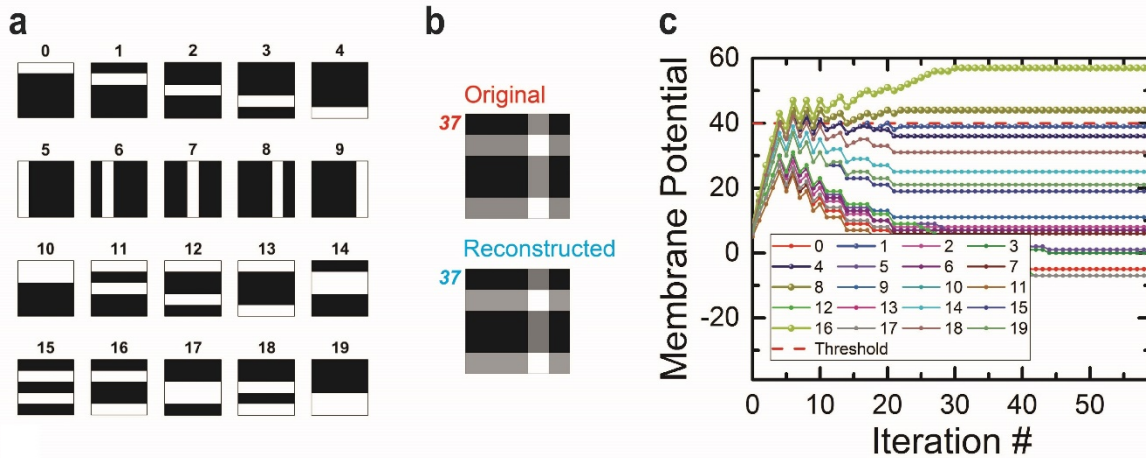 a
0 1 2 3 4
5 6 7 8 9
10 11 12 13 14
15 16 17 18 19
b
Original
37
Reconstructed
37
c
Membrane Potential
60
40
20
0
-20
0 1 2 3
4 5 6 7
8 9 10 11
12 13 14 15
16 17 18 19
Threshold
0 10 20 30 40 50
Iteration #